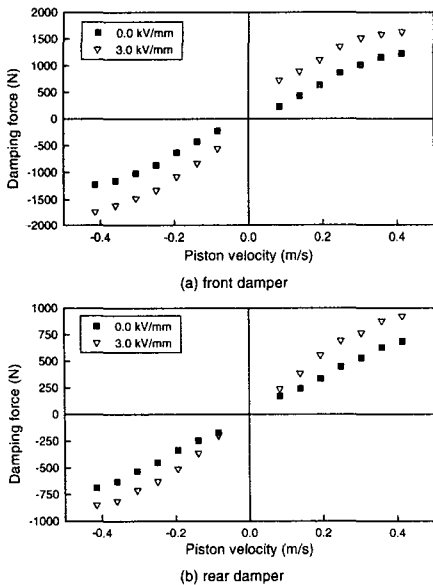 2000
1500
1000
500
0
-500
-1000
-1500
-2000
Damping force (N)
0.0 kV/mm
3.0 kV/mm
-0.4 -0.2 0.0 0.2 0.4
Piston velocity (m/s)
(a) front damper
1000
750
500
250
0
-250
-500
-750
-1000
Damping force (N)
0.0 kV/mm
3.0 kV/mm
-0.4 -0.2 0.0 0.2 0.4
Piston velocity (m/s)
(b) rear damper